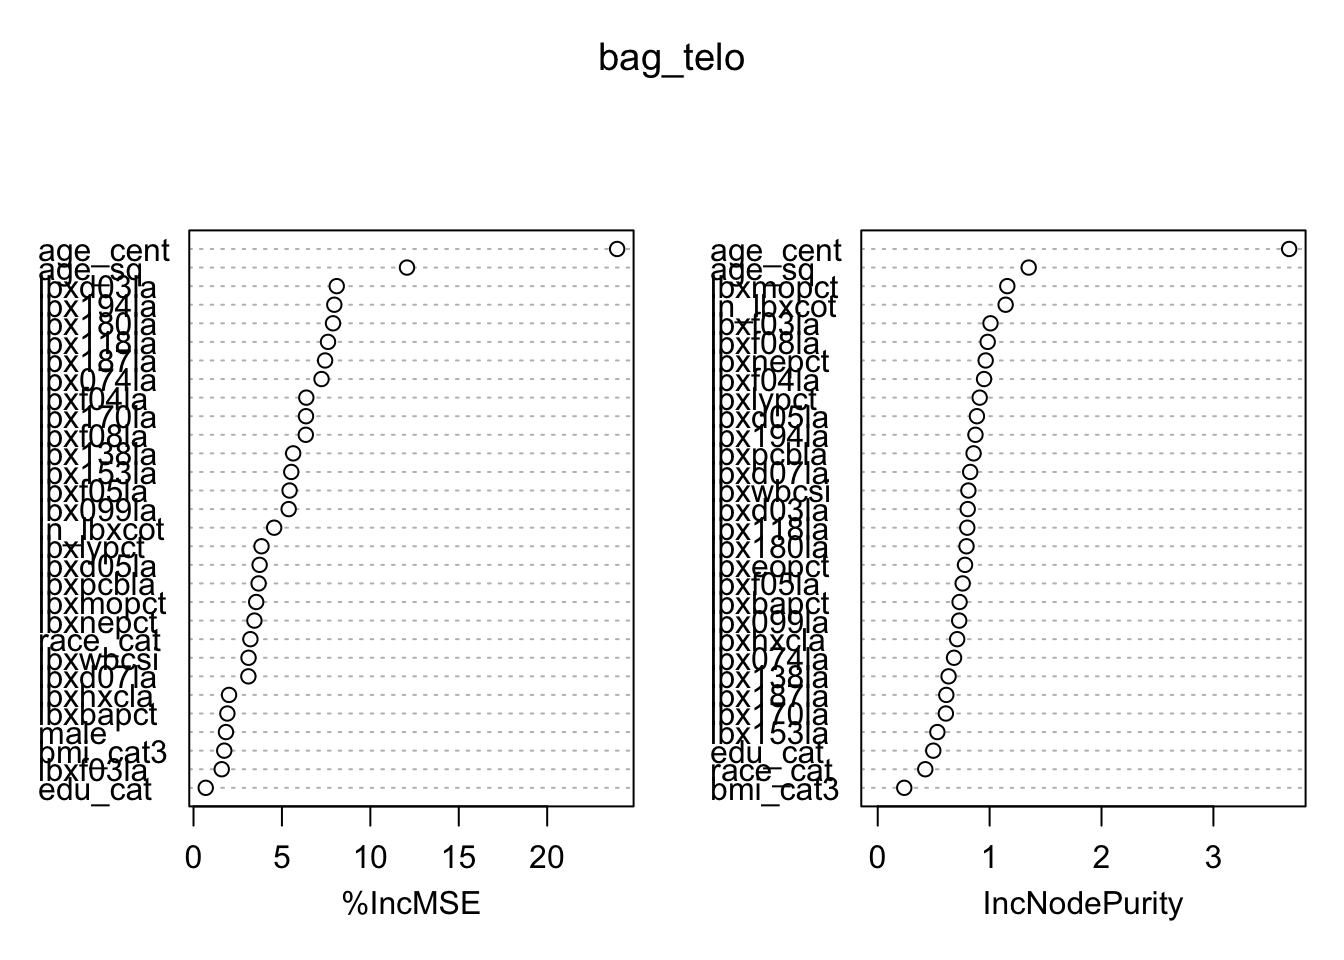 bag_telo
age_cent
age_sq
lbxd03la
lbx194la
lbx180la
lbx118la
lbx187la
lbx074la
lbxf04la
lbx170la
lbxf08la
lbx138la
lbx153la
lbxf05la
lbx099la
ln_lbxcot
lbxlypct
lbxd05la
lbxpcbla
lbxmopct
lbxnepct
race_cat
lbxwbcsi
lbxd07la
lbxhxcla
lbxbapct
male
bmi_cat3
lbxf03la
edu_cat
0 5 10 15 20
%IncMSE
age_cent
age_sq
lbxmopct
ln_lbxcot
lbxf03la
lbxf08la
lbxnepct
lbxf04la
lbxlypct
lbxd05la
lbx194la
lbxpcbla
lbxd07la
lbxwbcsi
lbxd03la
lbx118la
lbx180la
lbxeopct
lbxf05la
lbxbapct
lbx099la
lbxhxcla
lbx074la
lbx138la
lbx187la
lbx170la
lbx153la
edu_cat
race_cat
bmi_cat3
0 1 2 3
IncNodePurity